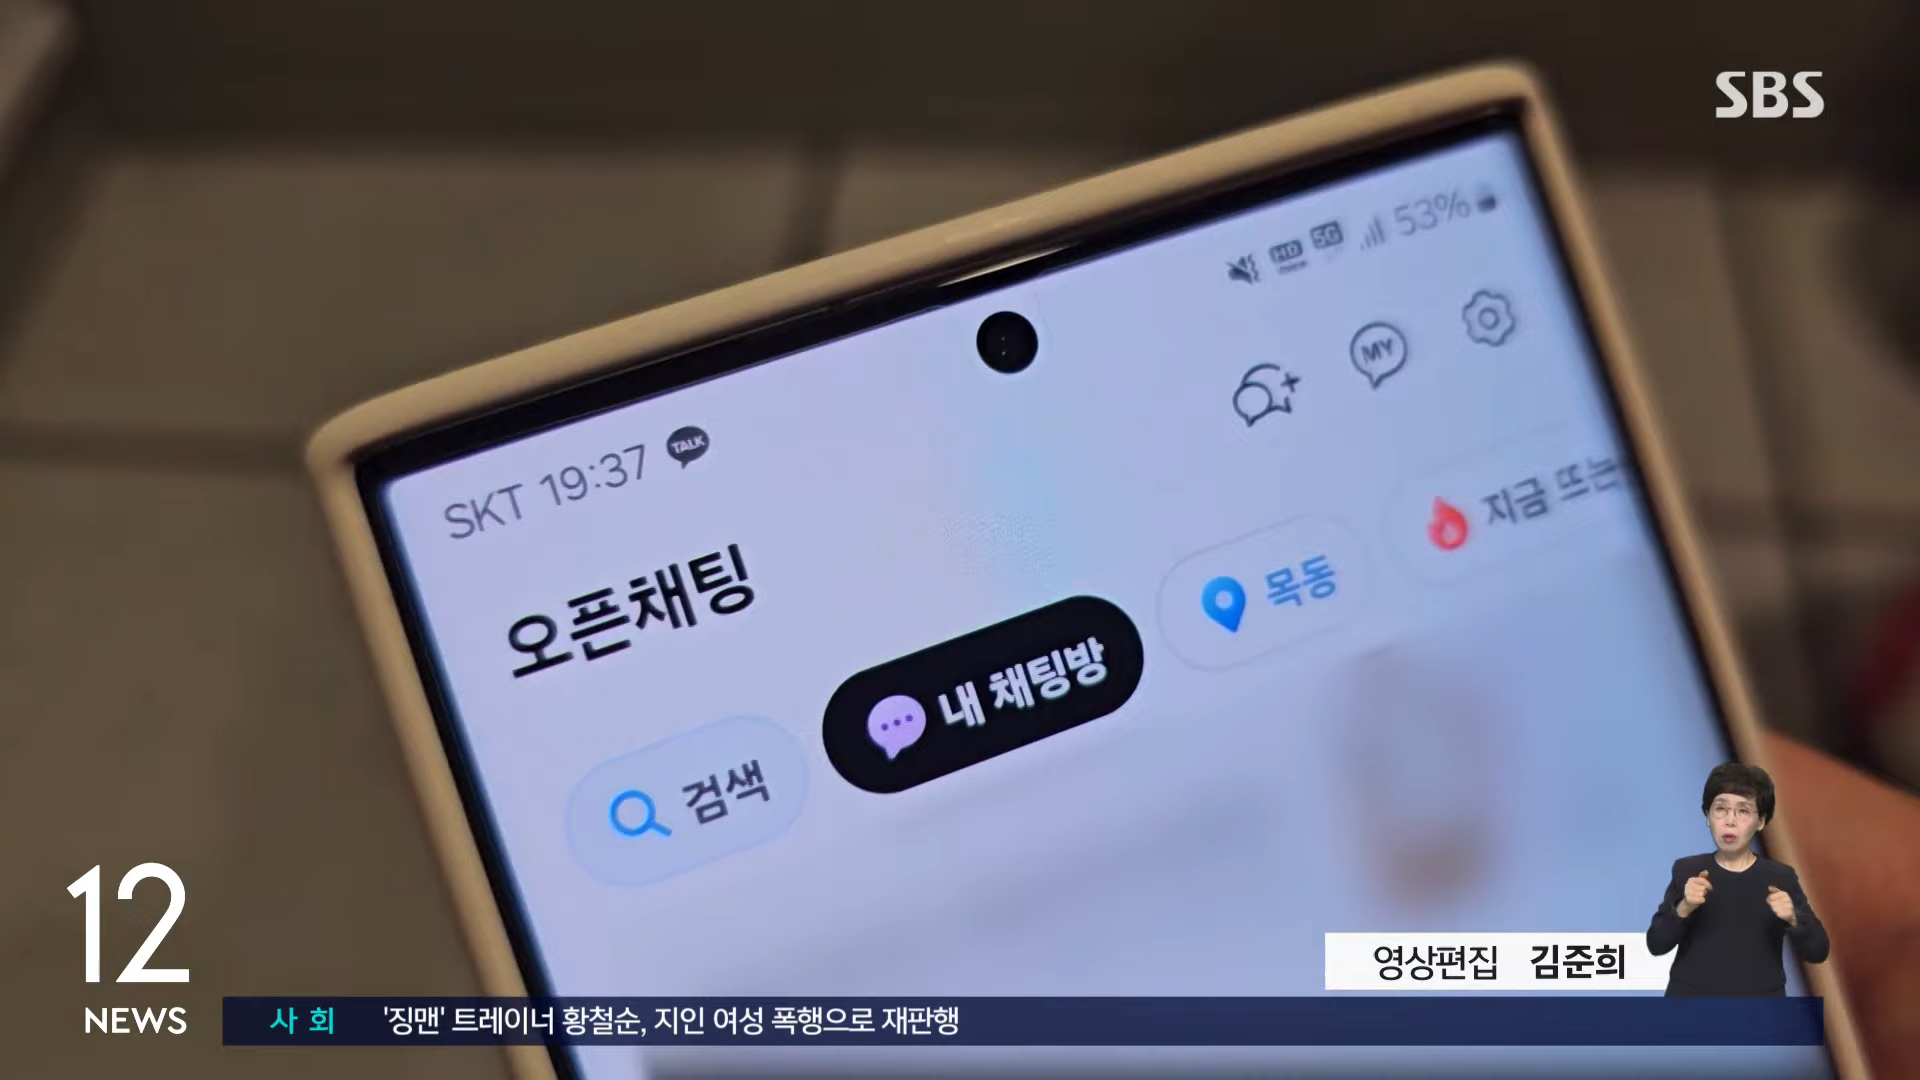 SBS
53%
HD
5G
MY
SKT 19:37 TALK
오픈채팅
지금 뜨는
목동
내 채팅방
검색
12
NEWS
영상편집 김준희
사회 '징맨' 트레이너 황철순, 지인 여성 폭행으로 재판행